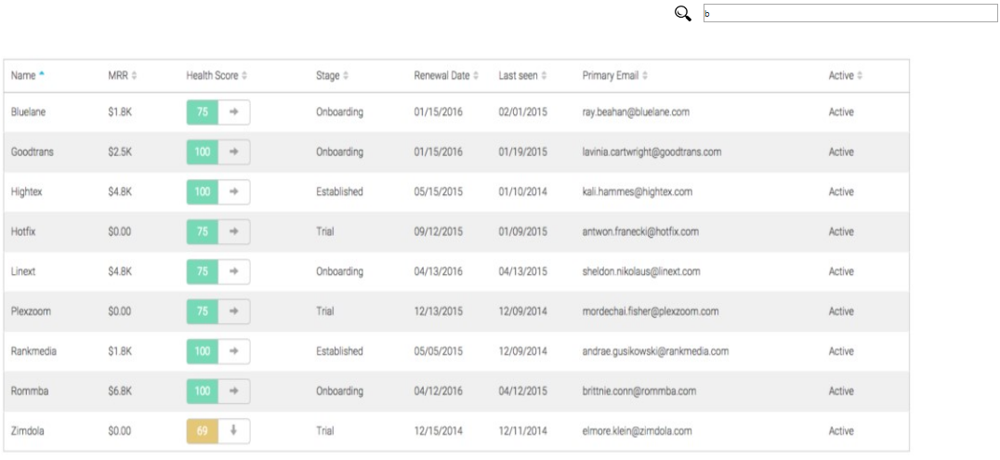 b
Name MRR Health Score Stage Renewal Date Last seen Primary Email Active
Bluelane $1.8K 75 Onboarding 01/15/2016 02/01/2015 ray.beahan@bluelane.com Active
Goodtrans $2.5K 100 Onboarding 01/15/2016 01/19/2015 lavinia.cartwright@goodtrans.com Active
Hightex $4.8K 100 Established 05/15/2015 01/10/2014 kali.hammes@hightex.com Active
Hotfix $0.00 75 Trial 09/12/2015 01/09/2015 antwon.franecki@hotfix.com Active
Linext $4.8K 75 Onboarding 04/13/2016 04/13/2015 sheldon.nikolaus@linext.com Active
Plexzoom $0.00 75 Trial 12/13/2015 12/09/2014 mordechai.fisher@plexzoom.com Active
Rankmedia $1.8K 100 Established 05/05/2015 12/09/2014 andrae.gusikowski@rankmedia.com Active
Rommba $6.8K 100 Onboarding 04/12/2016 04/12/2015 brittnie.conn@rommba.com Active
Zimdola $0.00 69 Trial 12/15/2014 12/11/2014 elmore.klein@zimdola.com Active